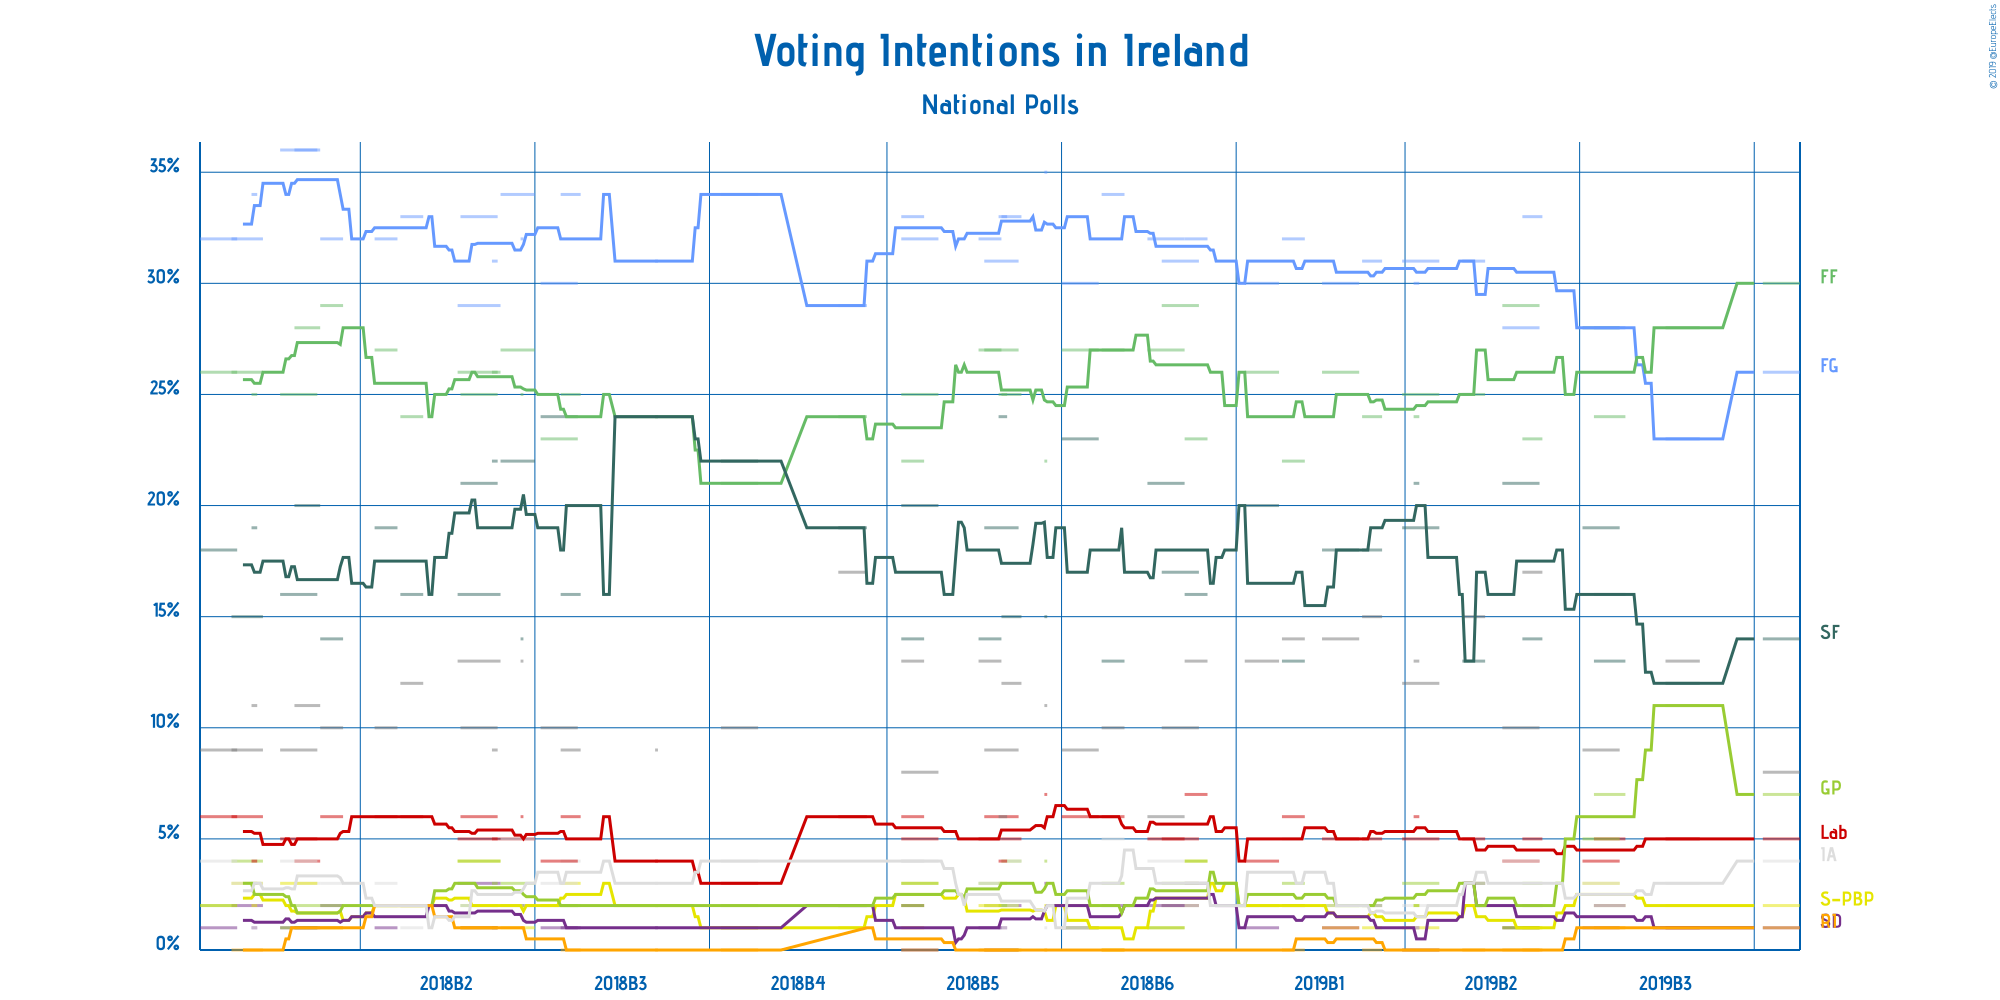 Voting Intentions in Ireland
National Polls
© 2019 @EuropeElects
35%
30%
25%
20%
15%
10%
5%
0%
FF
FG
SF
GP
Lab
IA
S-PBP
SD
2018B2 2018B3 2018B4 2018B5 2018B6 2019B1 2019B2 2019B3